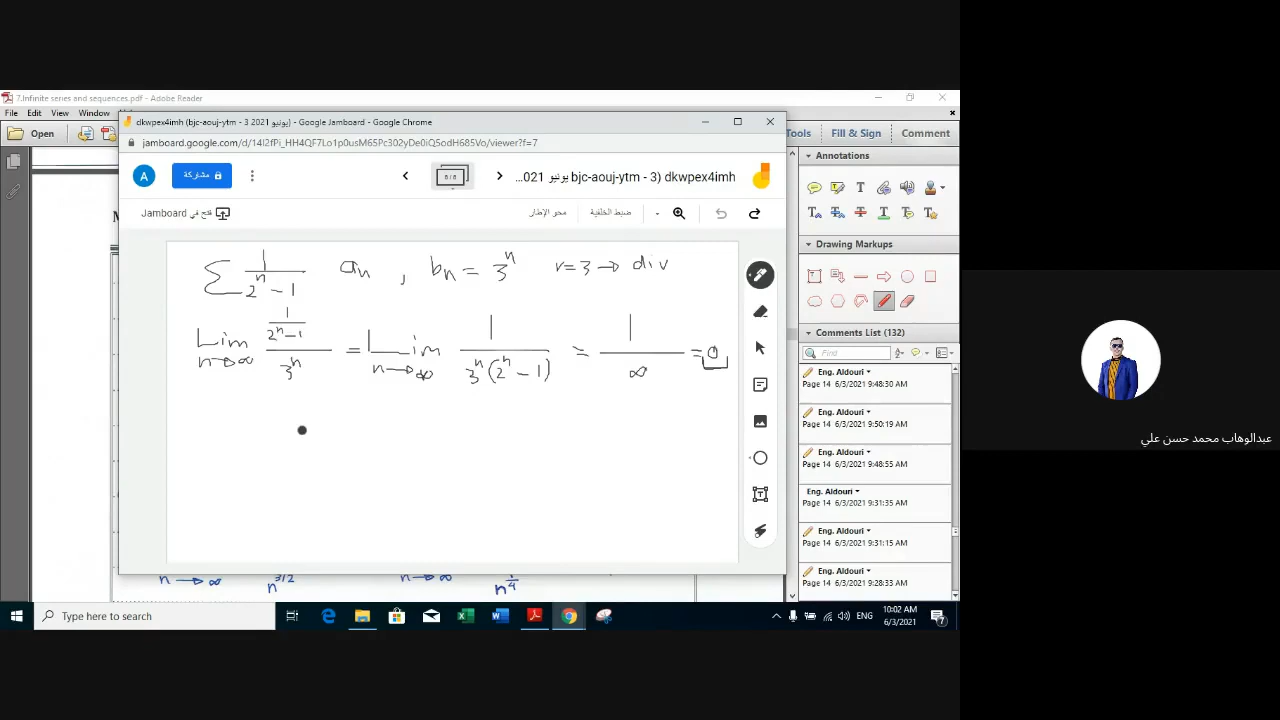 7.Infinite series and sequences.pdf - Adobe Reader
File Edit View Window
Open
Tools Fill & Sign Comment
dkwpex4imh (bjc-aouj-ytm - 3 يونيو 2021) - Google Jamboard - Google Chrome
jamboard.google.com/d/14l2fPi_HH4QF7Lo1p0usM65Pc302yDe0iQSodH685Vo/viewer?f=7
A مشاركة 8 / 8 ...021 يونيو bjc-aouj-ytm - 3) dkwpex4imh
فتح في Jamboard محو الإطار ضبط الخلفية
∑ 1/(2^n - 1) a_n , b_n = 3^n r=3 → div
Lim n→∞ (1/(2^n-1))/3^n = Lim n→∞ 1/(3^n(2^n - 1)) = 1/∞ = 0
n → ∞ n^3/2 n → ∞ n^1/4
Annotations
Drawing Markups
Comments List (132)
Find
Eng. Aldouri
Page 14 6/3/2021 9:48:30 AM
Eng. Aldouri
Page 14 6/3/2021 9:50:19 AM
Eng. Aldouri
Page 14 6/3/2021 9:48:55 AM
Eng. Aldouri
Page 14 6/3/2021 9:31:35 AM
Eng. Aldouri
Page 14 6/3/2021 9:31:15 AM
Eng. Aldouri
Page 14 6/3/2021 9:28:33 AM
عبدالوهاب محمد حسن علي
Type here to search
ENG 10:02 AM
6/3/2021
7